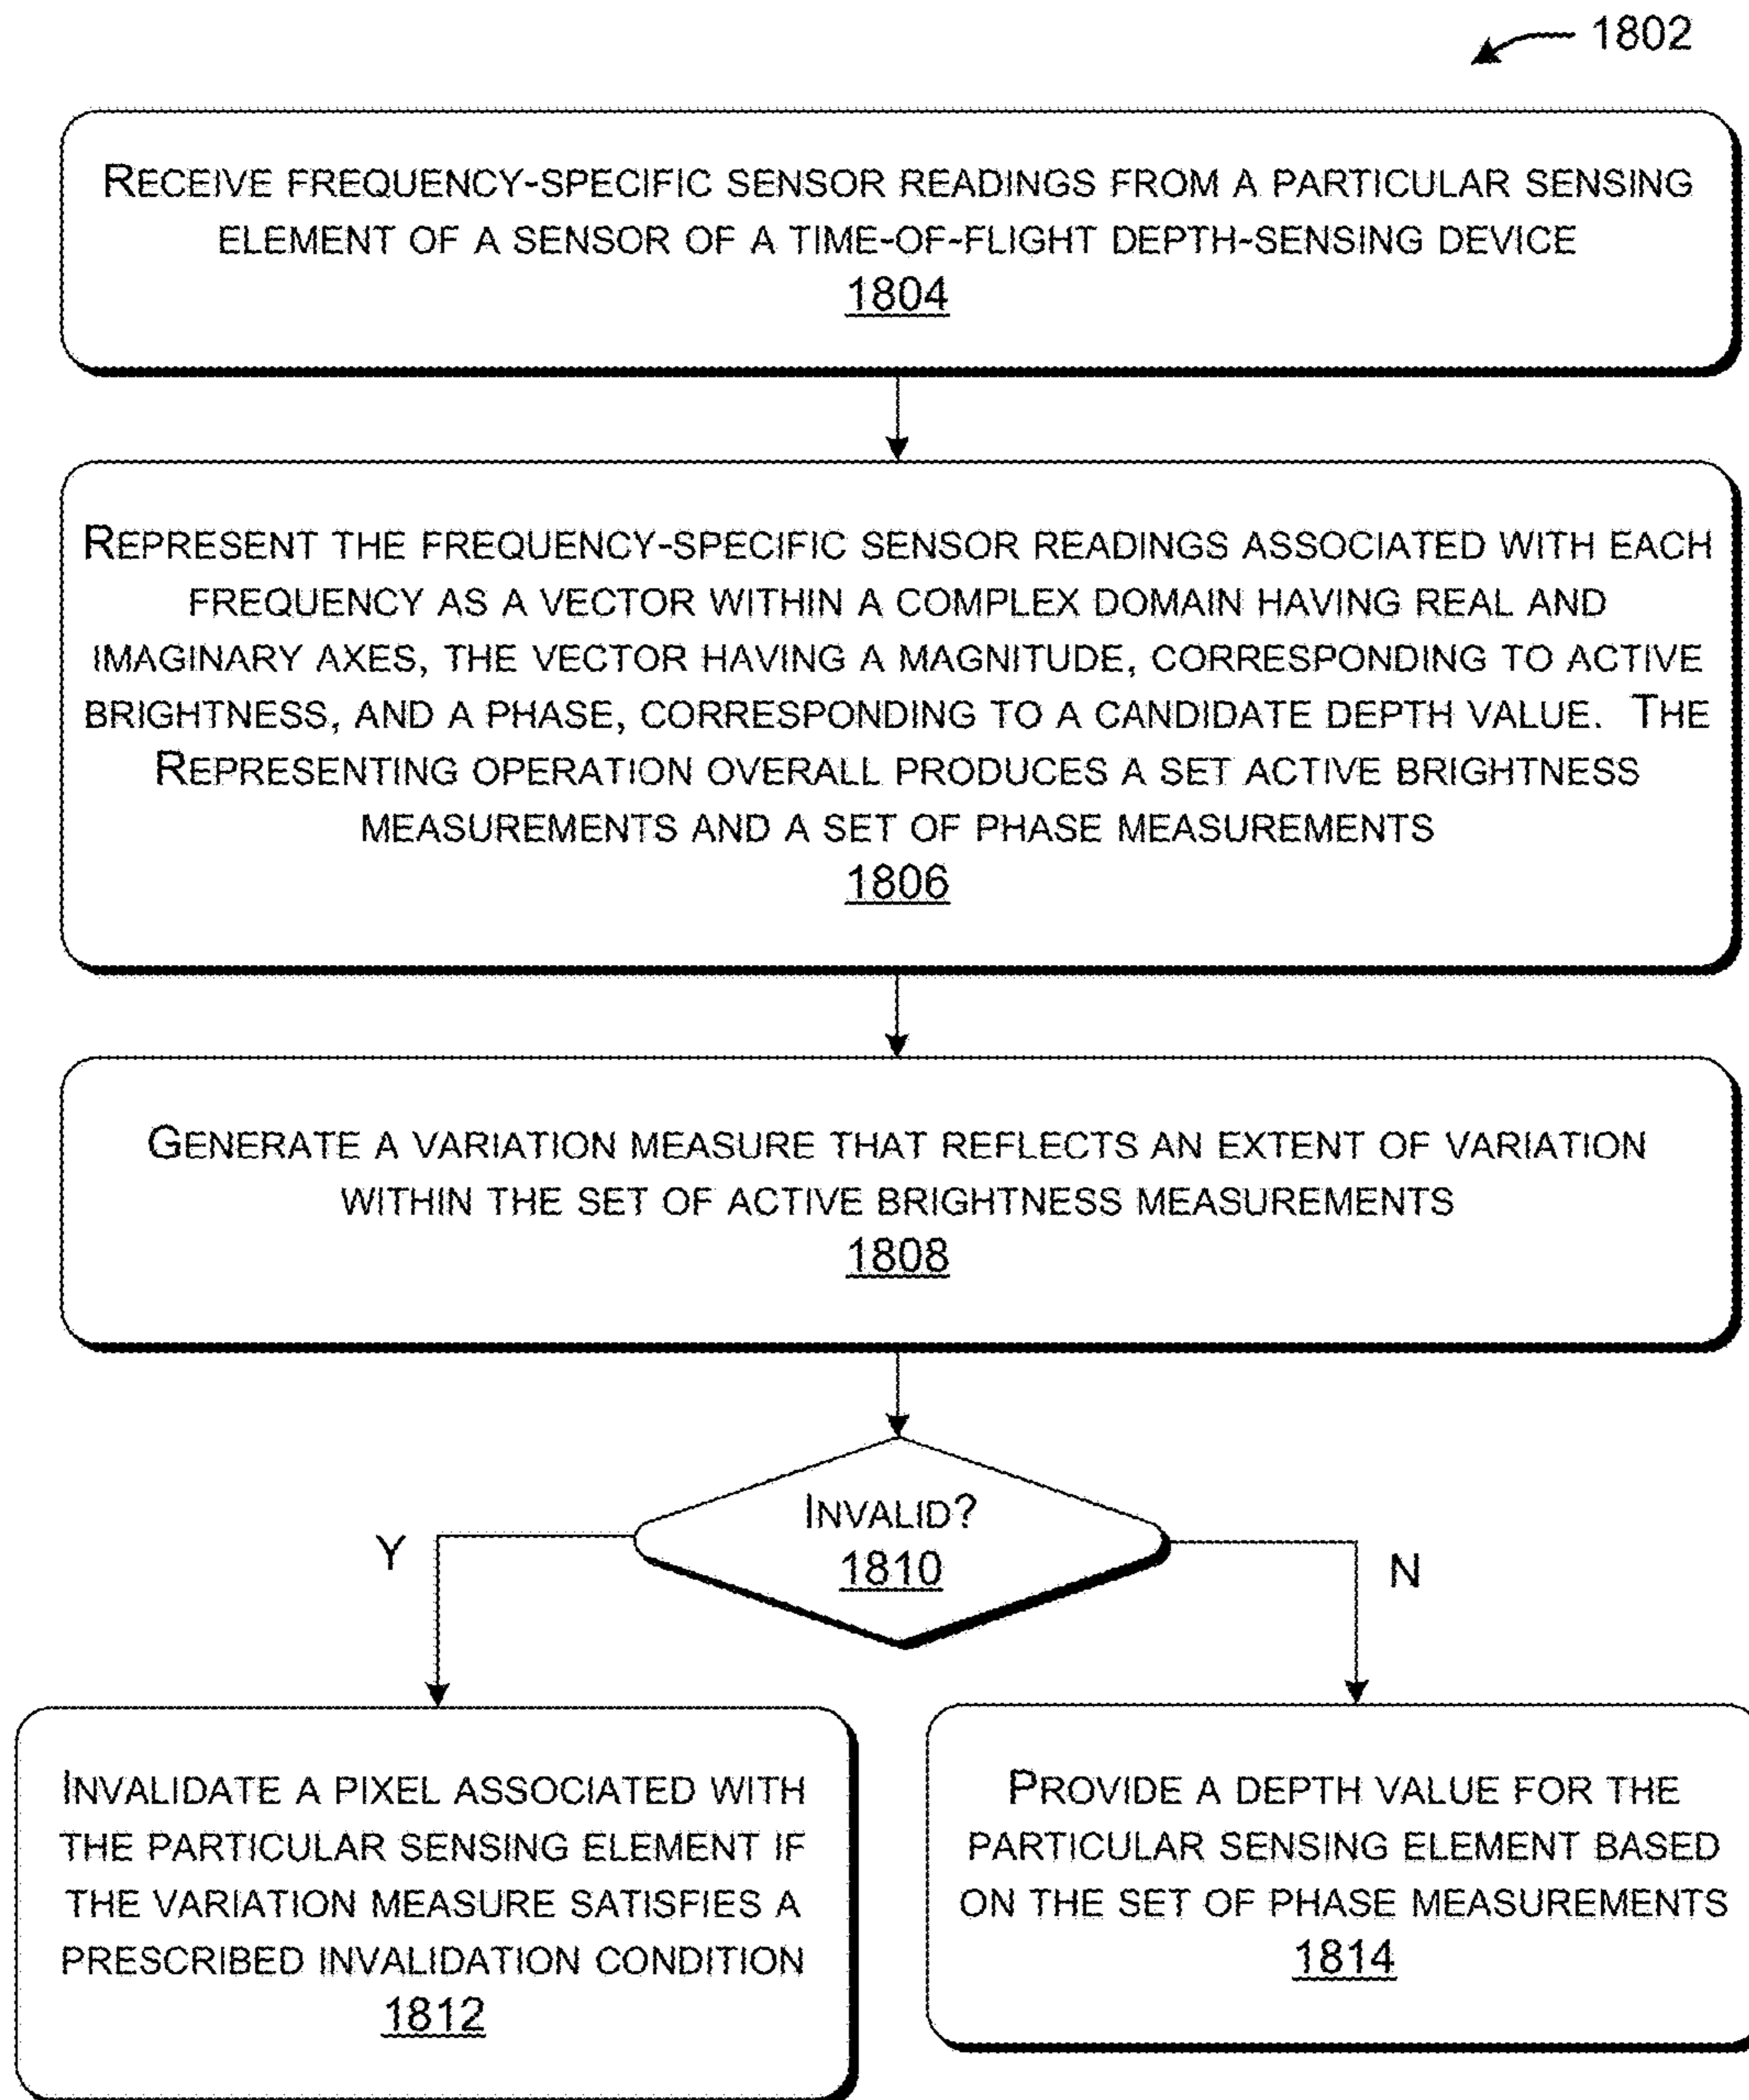 1802
RECEIVE FREQUENCY-SPECIFIC SENSOR READINGS FROM A PARTICULAR SENSING
ELEMENT OF A SENSOR OF A TIME-OF-FLIGHT DEPTH-SENSING DEVICE
1804
REPRESENT THE FREQUENCY-SPECIFIC SENSOR READINGS ASSOCIATED WITH EACH
FREQUENCY AS A VECTOR WITHIN A COMPLEX DOMAIN HAVING REAL AND
IMAGINARY AXES, THE VECTOR HAVING A MAGNITUDE, CORRESPONDING TO ACTIVE
BRIGHTNESS, AND A PHASE, CORRESPONDING TO A CANDIDATE DEPTH VALUE. THE
REPRESENTING OPERATION OVERALL PRODUCES A SET ACTIVE BRIGHTNESS
MEASUREMENTS AND A SET OF PHASE MEASUREMENTS
1806
GENERATE A VARIATION MEASURE THAT REFLECTS AN EXTENT OF VARIATION
WITHIN THE SET OF ACTIVE BRIGHTNESS MEASUREMENTS
1808
INVALID?
1810
Y
N
INVALIDATE A PIXEL ASSOCIATED WITH
THE PARTICULAR SENSING ELEMENT IF
THE VARIATION MEASURE SATISFIES A
PRESCRIBED INVALIDATION CONDITION
1812
PROVIDE A DEPTH VALUE FOR THE
PARTICULAR SENSING ELEMENT BASED
ON THE SET OF PHASE MEASUREMENTS
1814